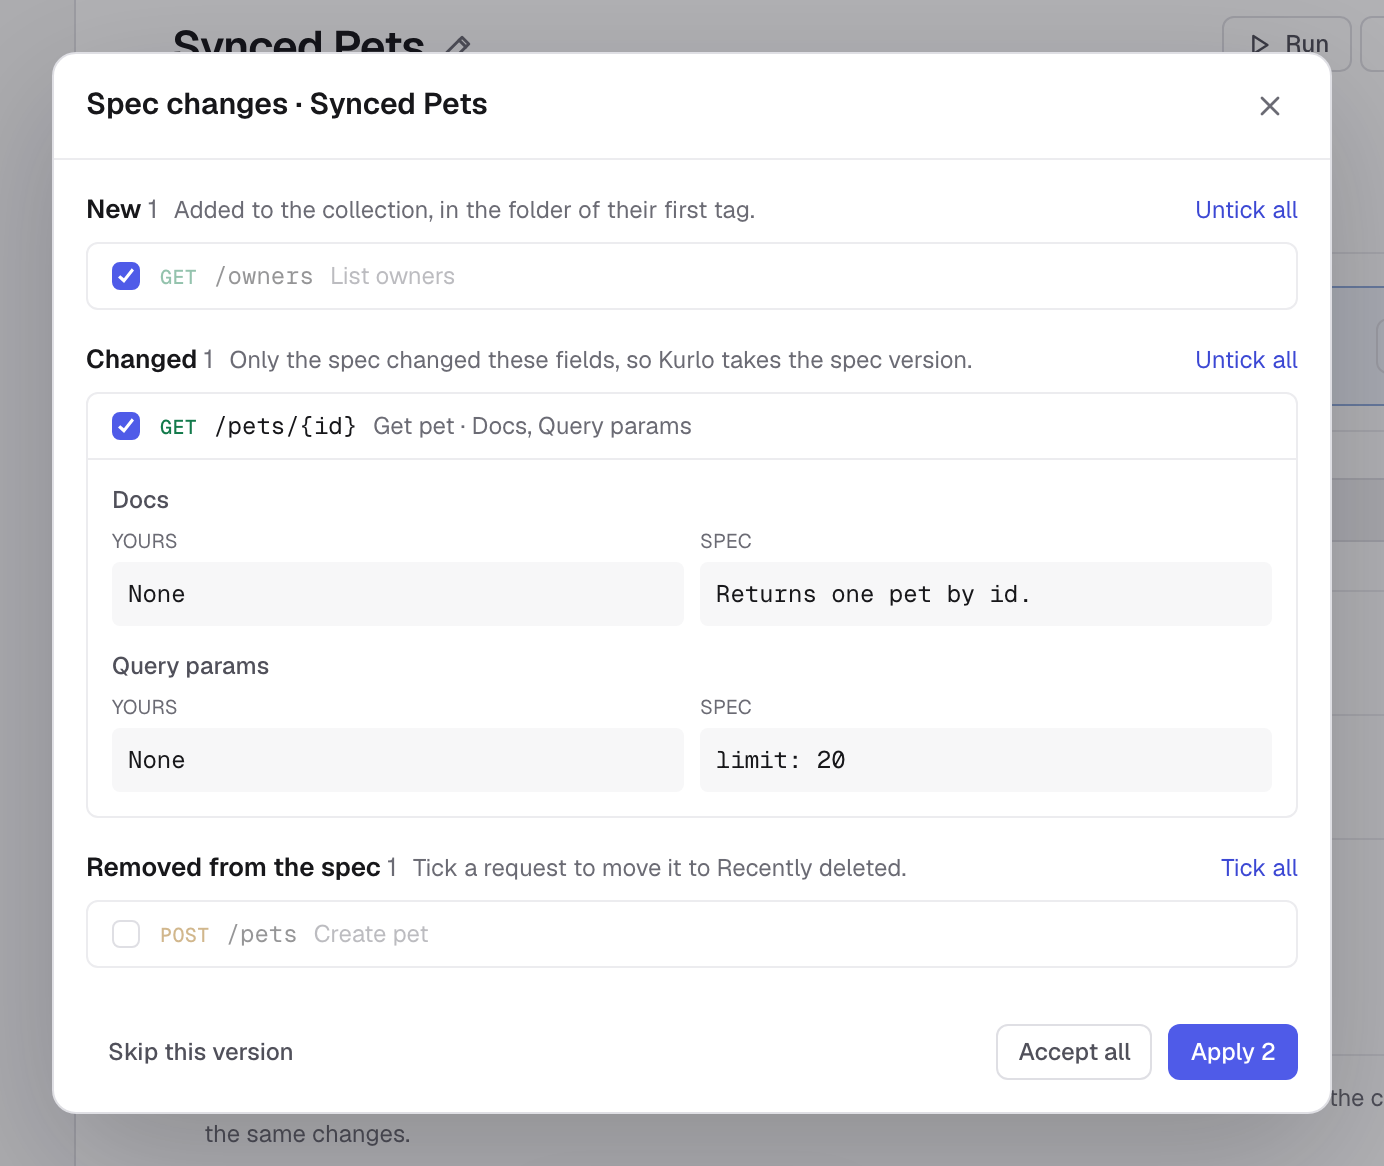 Synced Pets
Run
Spec changes · Synced Pets
New 1 Added to the collection, in the folder of their first tag. Untick all
GET /owners List owners
Changed 1 Only the spec changed these fields, so Kurlo takes the spec version. Untick all
GET /pets/{id} Get pet · Docs, Query params
Docs
YOURS SPEC
None Returns one pet by id.
Query params
YOURS SPEC
None limit: 20
Removed from the spec 1 Tick a request to move it to Recently deleted. Tick all
POST /pets Create pet
Skip this version Accept all Apply 2
the c
the same changes.